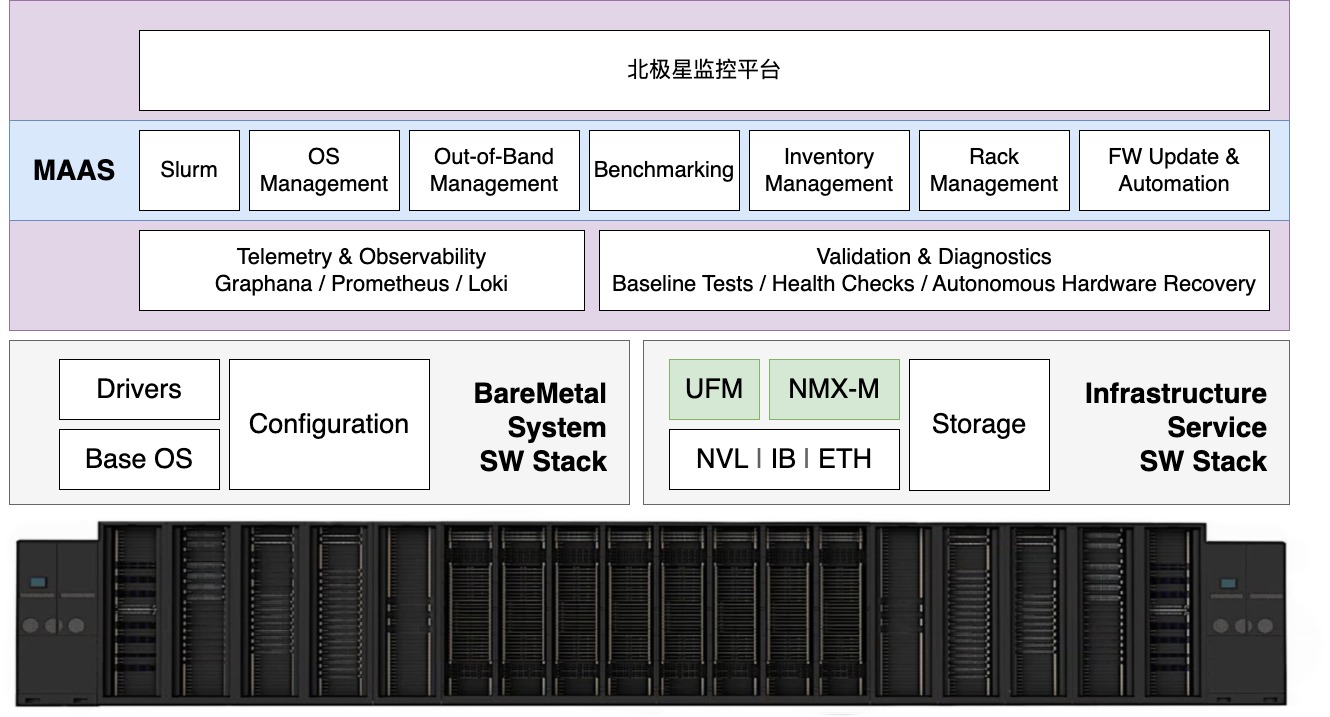 北极星监控平台
MAAS
Slurm
OS
Management
Out-of-Band
Management
Benchmarking
Inventory
Management
Rack
Management
FW Update &
Automation
Telemetry & Observability
Graphana / Prometheus / Loki
Validation & Diagnostics
Baseline Tests / Health Checks / Autonomous Hardware Recovery
Drivers
Base OS
Configuration
BareMetal
System
SW Stack
UFM
NMX-M
NVL | IB | ETH
Storage
Infrastructure
Service
SW Stack